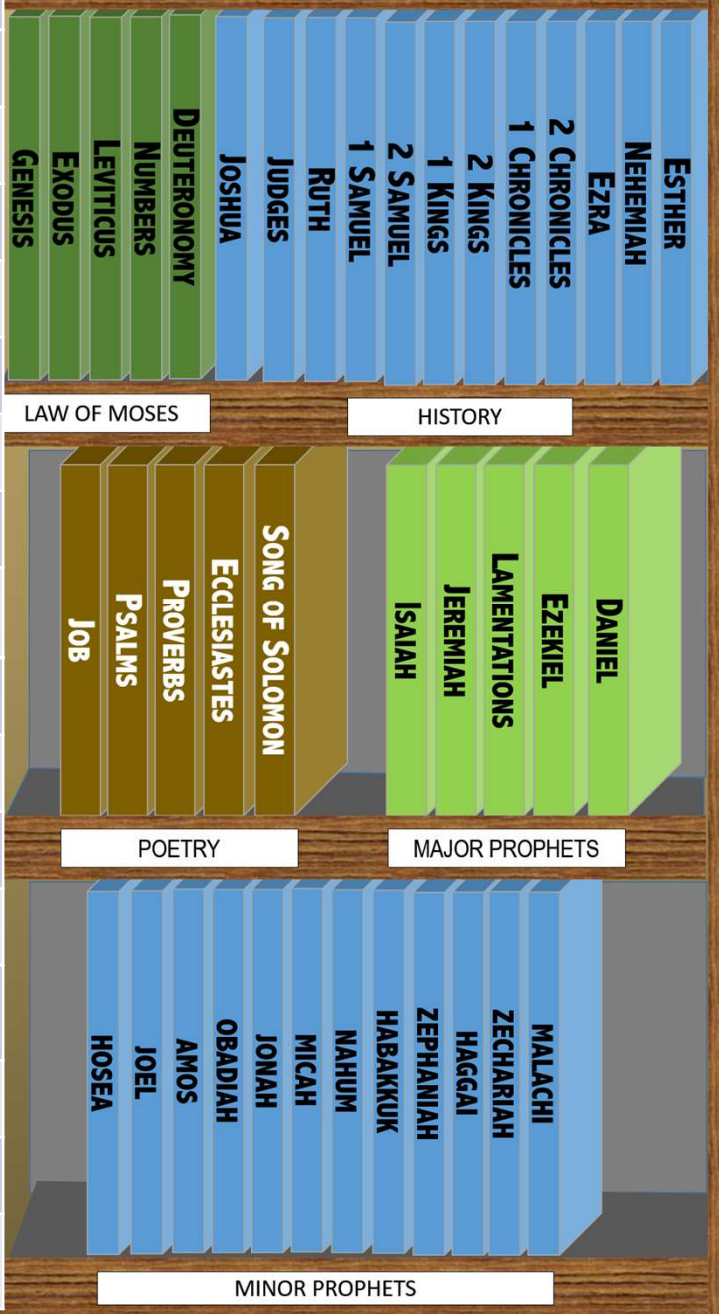 GENESIS
EXODUS
LEVITICUS
NUMBERS
DEUTERONOMY
JOSHUA
JUDGES
RUTH
1 SAMUEL
2 SAMUEL
1 KINGS
2 KINGS
1 CHRONICLES
2 CHRONICLES
EZRA
NEHEMIAH
ESTHER
LAW OF MOSES
HISTORY
JOB
PSALMS
PROVERBS
ECCLESIASTES
SONG OF SOLOMON
ISAIAH
JEREMIAH
LAMENTATIONS
EZEKIEL
DANIEL
POETRY
MAJOR PROPHETS
HOSEA
JOEL
AMOS
OBADIAH
JONAH
MICAH
NAHUM
HABAKKUK
ZEPHANIAH
HAGGAI
ZECHARIAH
MALACHI
MINOR PROPHETS